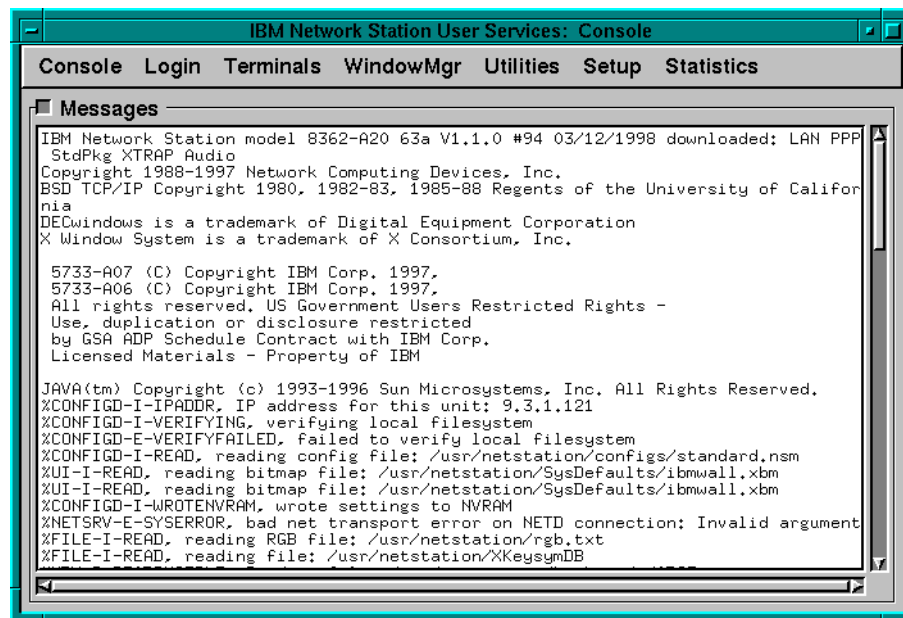 IBM Network Station User Services: Console
Console Login Terminals WindowMgr Utilities Setup Statistics
Messages
IBM Network Station model 8362-A20 63a V1.1.0 #94 03/12/1998 downloaded: LAN PPP
StdPkg XTRAP Audio
Copyright 1988-1997 Network Computing Devices, Inc.
BSD TCP/IP Copyright 1980, 1982-83, 1985-88 Regents of the University of Califor
nia
DECwindows is a trademark of Digital Equipment Corporation
X Window System is a trademark of X Consortium, Inc.
5733-A07 (C) Copyright IBM Corp. 1997,
5733-A06 (C) Copyright IBM Corp. 1997,
All rights reserved. US Government Users Restricted Rights -
Use, duplication or disclosure restricted
by GSA ADP Schedule Contract with IBM Corp.
Licensed Materials - Property of IBM
JAVA(tm) Copyright (c) 1993-1996 Sun Microsystems, Inc. All Rights Reserved.
%CONFIGD-I-IPADDR, IP address for this unit: 9.3.1.121
%CONFIGD-I-VERIFYING, verifying local filesystem
%CONFIGD-E-VERIFYFAILED, failed to verify local filesystem
%CONFIGD-I-READ, reading config file: /usr/netstation/configs/standard.nsm
%UI-I-READ, reading bitmap file: /usr/netstation/SysDefaults/ibmwall.xbm
%UI-I-READ, reading bitmap file: /usr/netstation/SysDefaults/ibmwall.xbm
%CONFIGD-I-WROTENVRAM, wrote settings to NVRAM
%NETSRV-E-SYSERROR, bad net transport error on NETD connection: Invalid argument
%FILE-I-READ, reading RGB file: /usr/netstation/rgb.txt
%FILE-I-READ, reading file: /usr/netstation/XKeysymDB